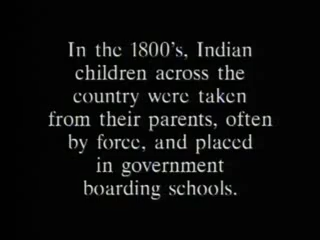 In the 1800's, Indian
children across the
country were taken
from their parents, often
by force, and placed
in government
boarding schools.